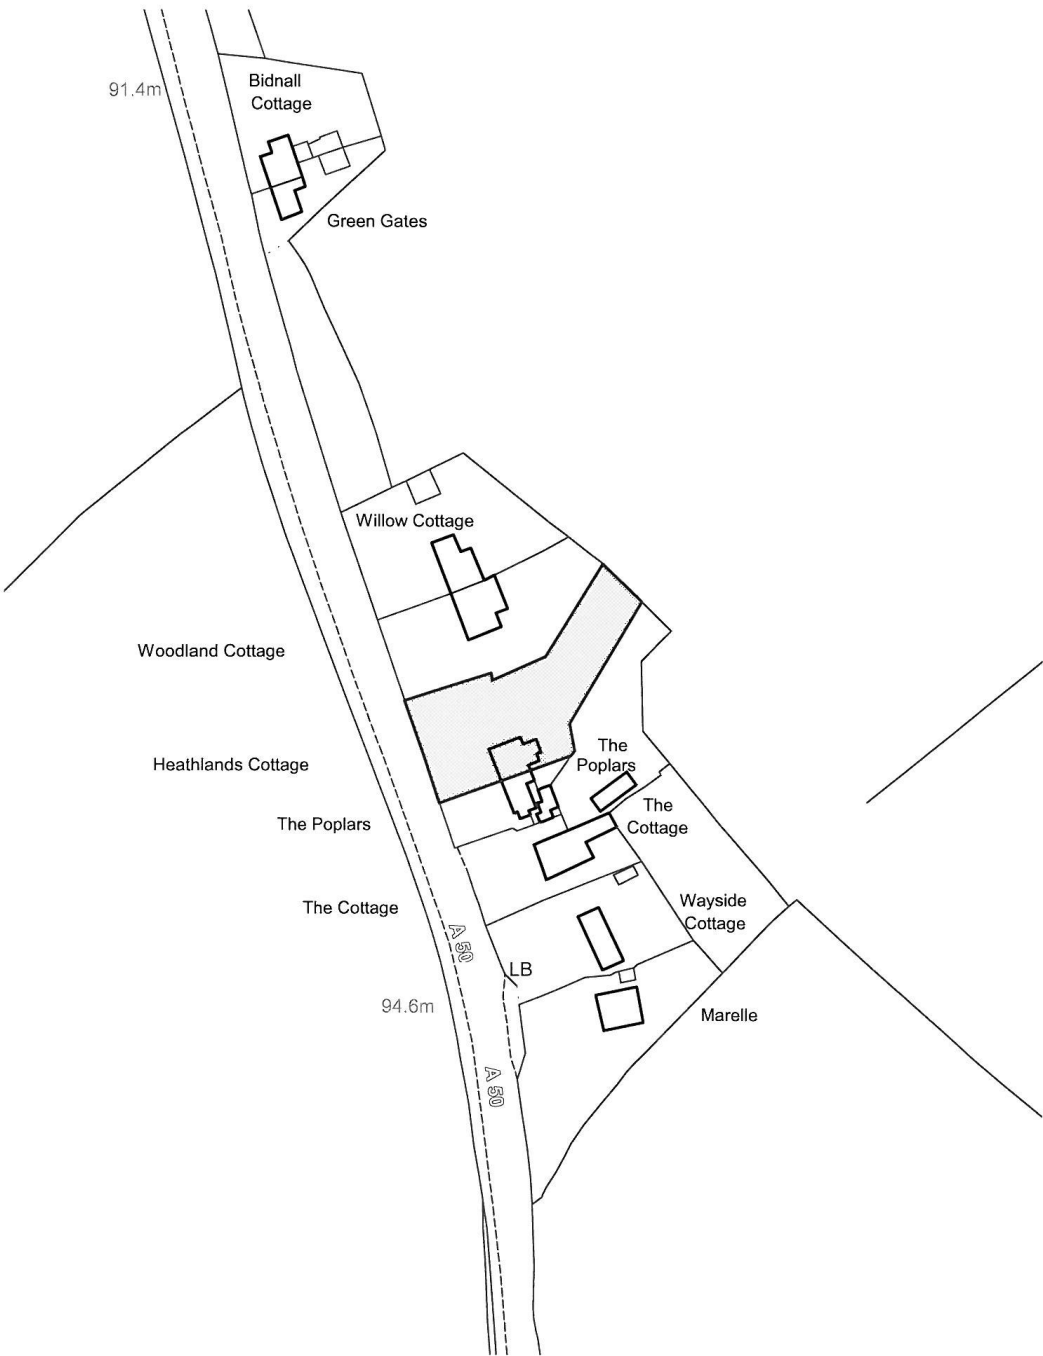 Bidnall
Cottage
91.4m
Green Gates
Willow Cottage
Woodland Cottage
Heathlands Cottage
The
Poplars
The Poplars
The
Cottage
The Cottage
Wayside
Cottage
A 50
LB
94.6m
Marelle
A 50